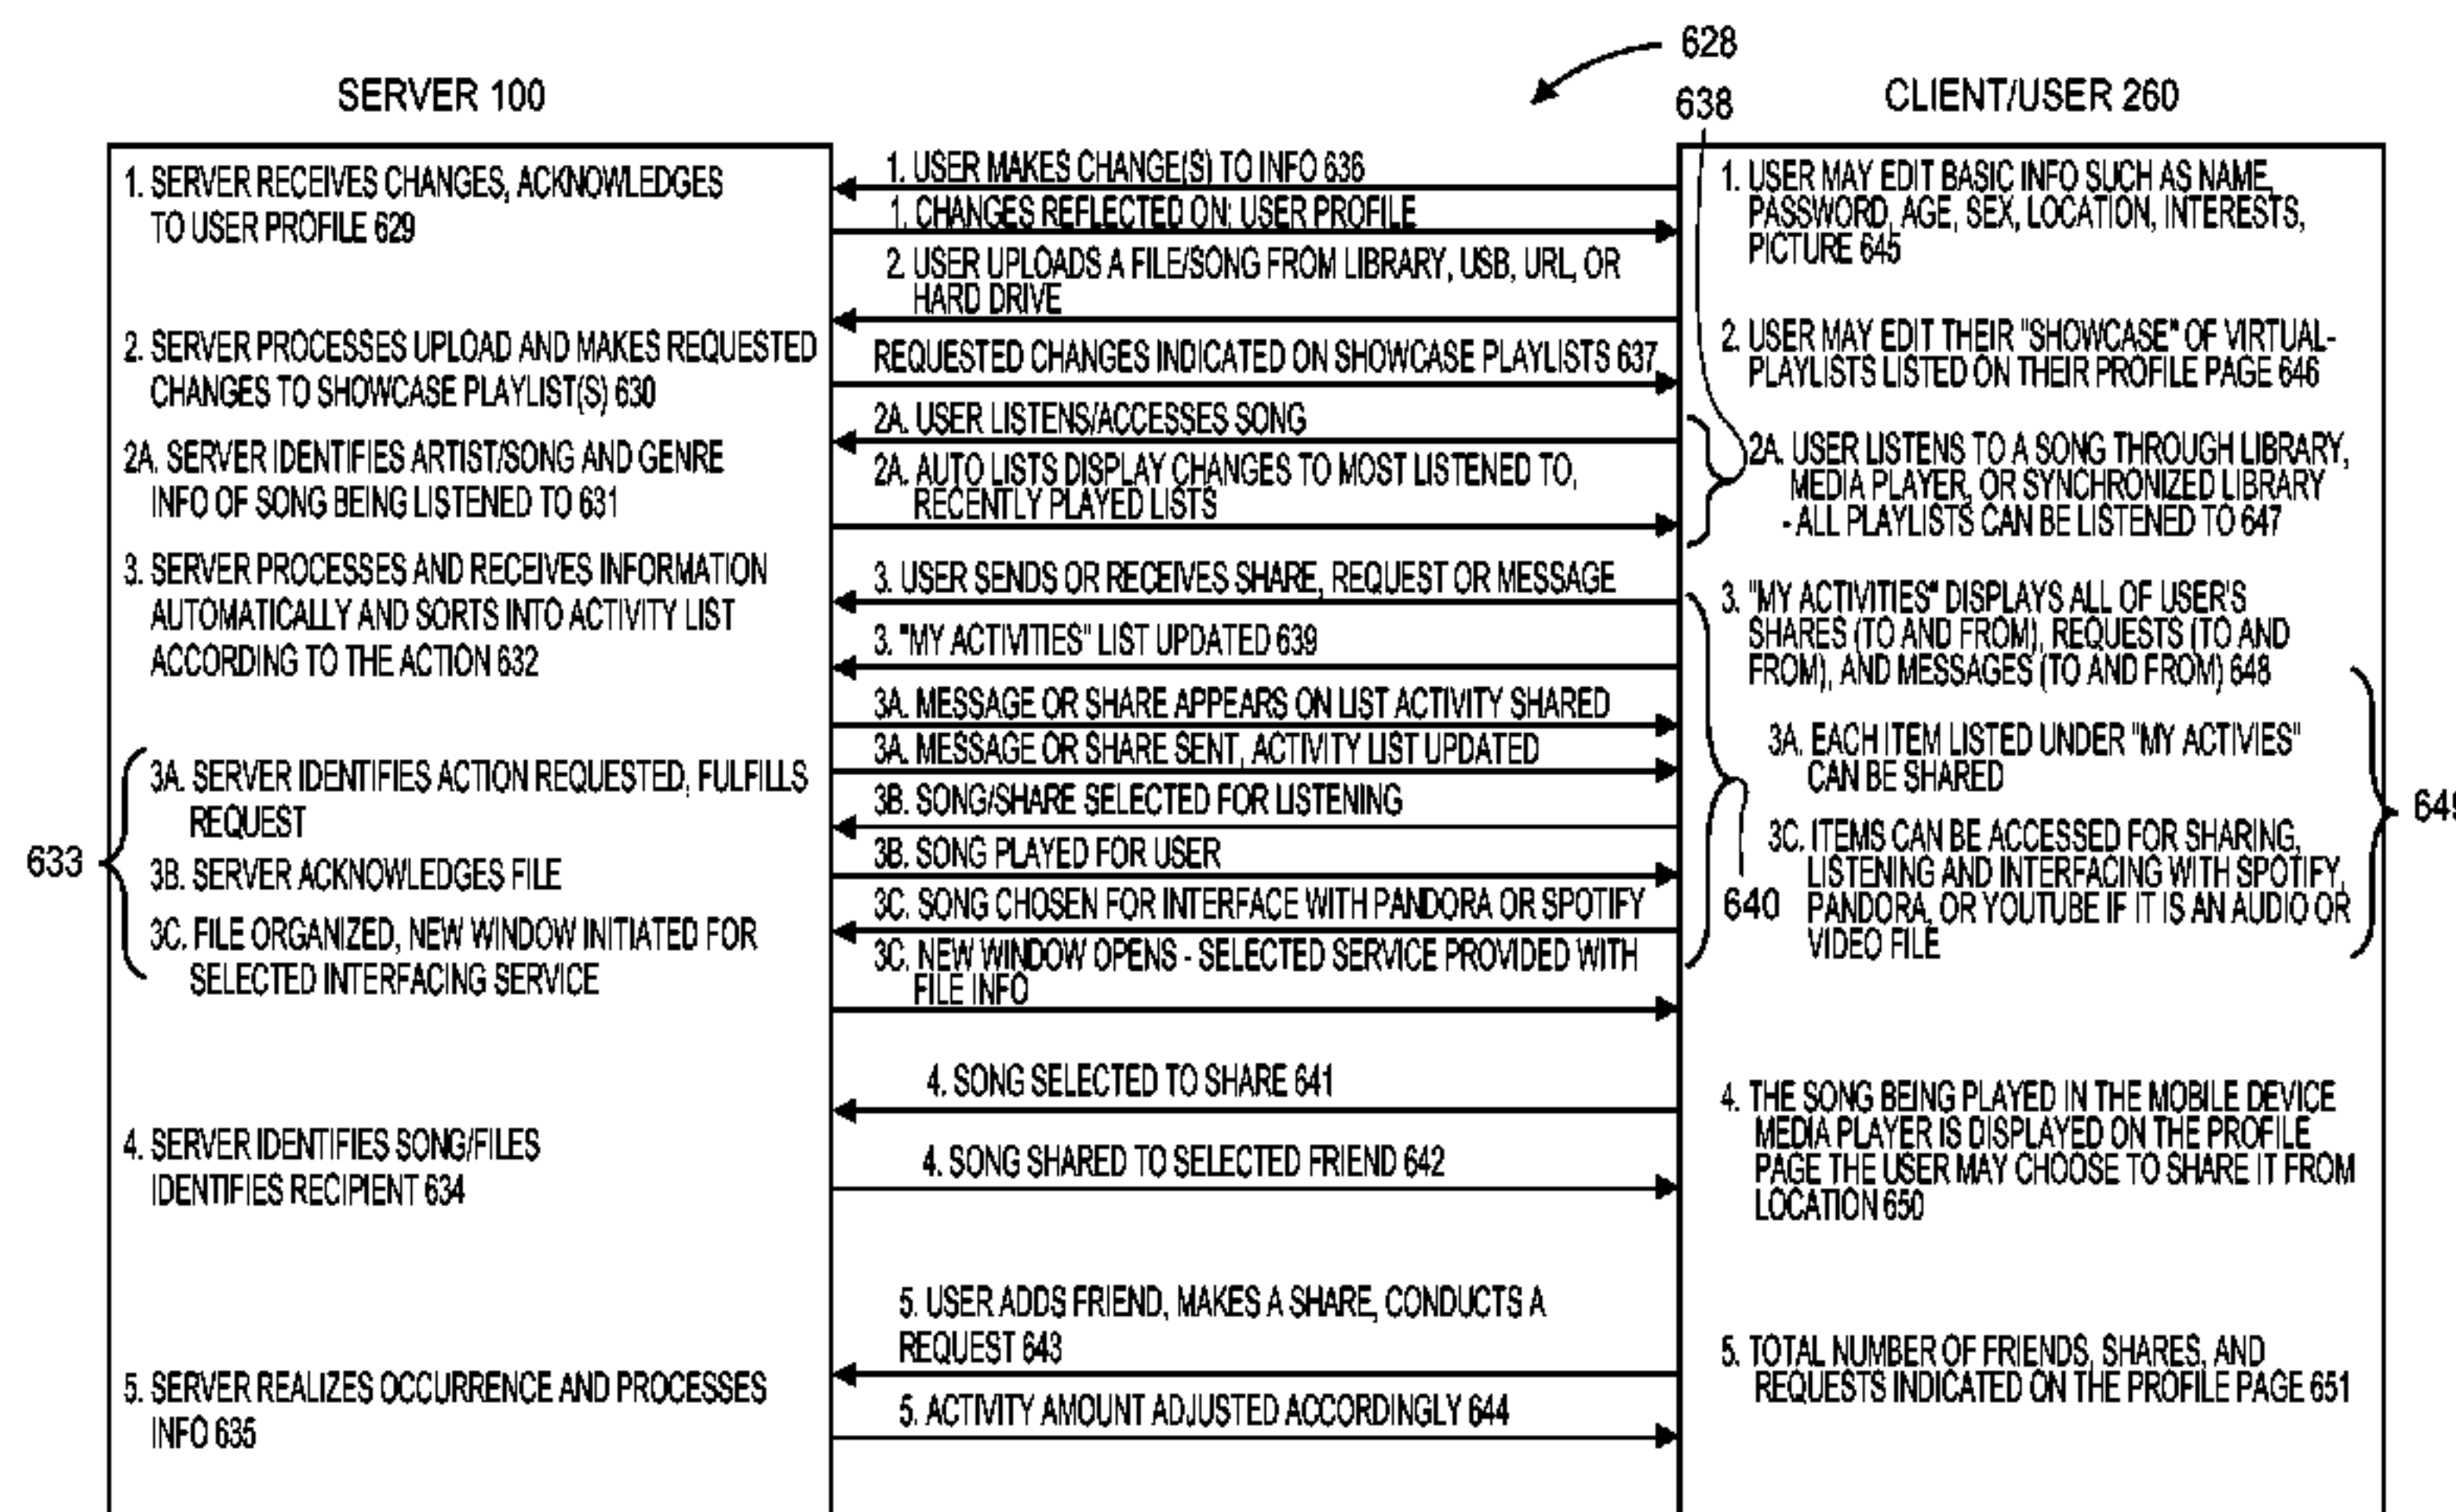 628
638
SERVER 100
CLIENT/USER 260
1. SERVER RECEIVES CHANGES, ACKNOWLEDGES
TO USER PROFILE 629
2. SERVER PROCESSES UPLOAD AND MAKES REQUESTED
CHANGES TO SHOWCASE PLAYLIST(S) 630
2A. SERVER IDENTIFIES ARTIST/SONG AND GENRE
INFO OF SONG BEING LISTENED TO 631
3. SERVER PROCESSES AND RECEIVES INFORMATION
AUTOMATICALLY AND SORTS INTO ACTIVITY LIST
ACCORDING TO THE ACTION 632
633
3A. SERVER IDENTIFIES ACTION REQUESTED, FULFILLS
REQUEST
3B. SERVER ACKNOWLEDGES FILE
3C. FILE ORGANIZED, NEW WINDOW INITIATED FOR
SELECTED INTERFACING SERVICE
4. SERVER IDENTIFIES SONG/FILES
IDENTIFIES RECIPIENT 634
5. SERVER REALIZES OCCURRENCE AND PROCESSES
INFO 635
1. USER MAKES CHANGE(S) TO INFO 636
1. CHANGES REFLECTED ON: USER PROFILE
2. USER UPLOADS A FILE/SONG FROM LIBRARY, USB, URL, OR
HARD DRIVE
REQUESTED CHANGES INDICATED ON SHOWCASE PLAYLISTS 637
2A. USER LISTENS/ACCESSES SONG
2A. AUTO LISTS DISPLAY CHANGES TO MOST LISTENED TO,
RECENTLY PLAYED LISTS
3. USER SENDS OR RECEIVES SHARE, REQUEST OR MESSAGE
3. "MY ACTIVITIES" LIST UPDATED 639
3A. MESSAGE OR SHARE APPEARS ON LIST ACTIVITY SHARED
3A. MESSAGE OR SHARE SENT, ACTIVITY LIST UPDATED
3B. SONG/SHARE SELECTED FOR LISTENING
3B. SONG PLAYED FOR USER
3C. SONG CHOSEN FOR INTERFACE WITH PANDORA OR SPOTIFY
3C. NEW WINDOW OPENS - SELECTED SERVICE PROVIDED WITH
FILE INFO
640
4. SONG SELECTED TO SHARE 641
4. SONG SHARED TO SELECTED FRIEND 642
5. USER ADDS FRIEND, MAKES A SHARE, CONDUCTS A
REQUEST 643
5. ACTIVITY AMOUNT ADJUSTED ACCORDINGLY 644
1. USER MAY EDIT BASIC INFO SUCH AS NAME,
PASSWORD, AGE, SEX, LOCATION, INTERESTS,
PICTURE 645
2. USER MAY EDIT THEIR "SHOWCASE" OF VIRTUAL-
PLAYLISTS LISTED ON THEIR PROFILE PAGE 646
2A. USER LISTENS TO A SONG THROUGH LIBRARY,
MEDIA PLAYER, OR SYNCHRONIZED LIBRARY
- ALL PLAYLISTS CAN BE LISTENED TO 647
3. "MY ACTIVITIES" DISPLAYS ALL OF USER'S
SHARES (TO AND FROM), REQUESTS (TO AND
FROM), AND MESSAGES (TO AND FROM) 648
3A. EACH ITEM LISTED UNDER "MY ACTIVIES"
CAN BE SHARED
3C. ITEMS CAN BE ACCESSED FOR SHARING,
LISTENING AND INTERFACING WITH SPOTIFY,
PANDORA, OR YOUTUBE IF IT IS AN AUDIO OR
VIDEO FILE
649
4. THE SONG BEING PLAYED IN THE MOBILE DEVICE
MEDIA PLAYER IS DISPLAYED ON THE PROFILE
PAGE THE USER MAY CHOOSE TO SHARE IT FROM
LOCATION 650
5. TOTAL NUMBER OF FRIENDS, SHARES, AND
REQUESTS INDICATED ON THE PROFILE PAGE 651